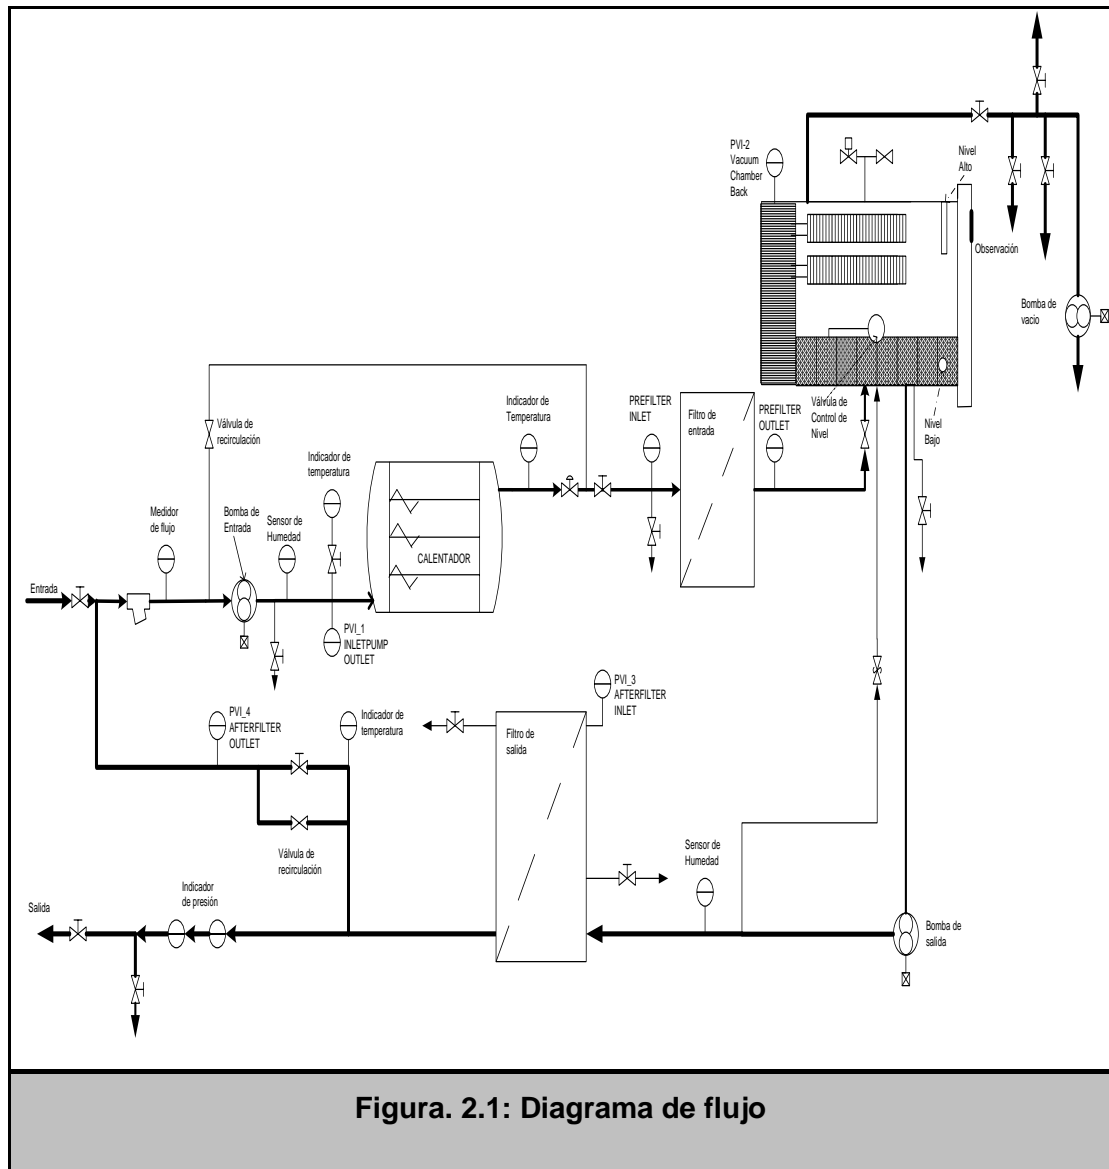 PVI-2
Vacuum
Chamber
Back
Nivel
Alto
Observación
Bomba de
vacio
Válvula de
recirculación
Indicador de
Temperatura
PREFILTER
INLET
Filtro de
entrada
PREFILTER
OUTLET
Válvula de
Control de
Nivel
Nivel
Bajo
Indicador de
temperatura
Medidor
de flujo
Bomba de
Entrada
Sensor de
Humedad
CALENTADOR
Entrada
PVI_1
INLETPUMP
OUTLET
PVI_4
AFTERFILTER
OUTLET
Indicador de
temperatura
PVI_3
AFTERFILTER
INLET
Filtro de
salida
Válvula de
recirculación
Sensor de
Humedad
Indicador
de presión
Salida
Bomba de
salida
S
Figura. 2.1: Diagrama de flujo